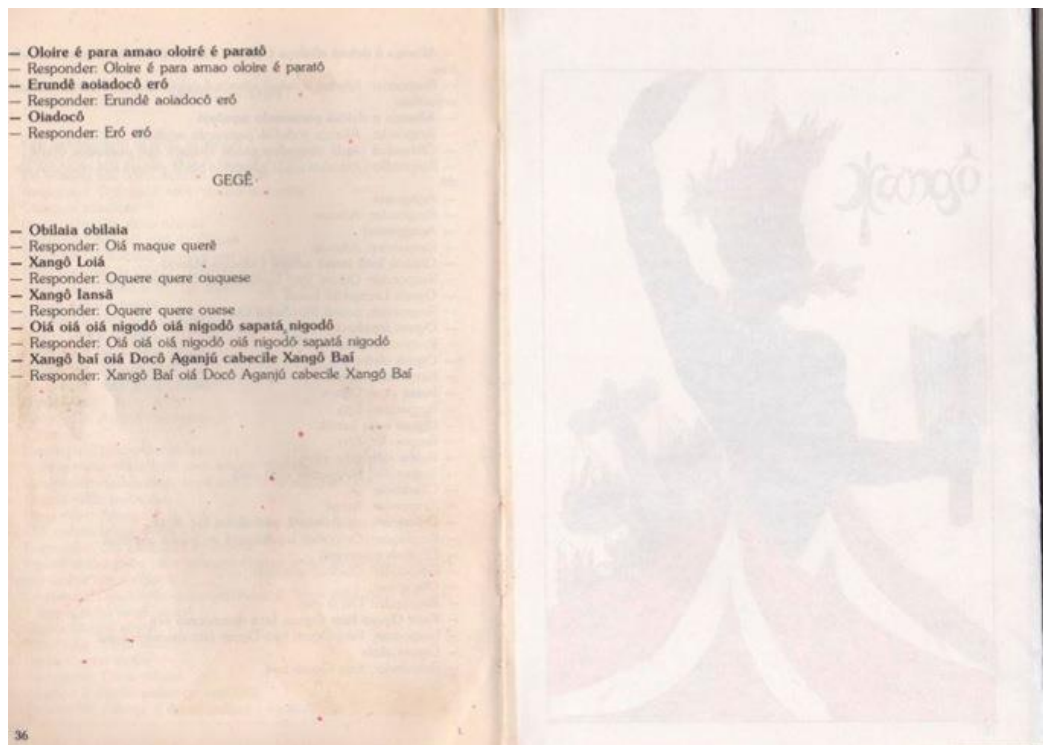 — Oloire é para amao oloiré é paratô
— Responder: Oloire é para amao oloire é paratô
— Erundê aoiadocô eró
— Responder: Erundê aoiadocô eró
— Oiadocô
— Responder: Eró eró
GEGÊ
— Obilaia obilaia
— Responder: Oiá maque querê
— Xangô Loiá
— Responder: Oquere quere ouquese
— Xangô Iansã
— Responder: Oquere quere ouese
— Oiá oiá oiá nigodô oiá nigodô sapatá nigodô
— Responder: Oiá oiá oiá nigodô oiá nigodô sapatá nigodô
— Xangô baí oiá Docô Aganjú cabecile Xangô Baí
— Responder: Xangô Baí oiá Docô Aganjú cabecile Xangô Baí
36
Xangô